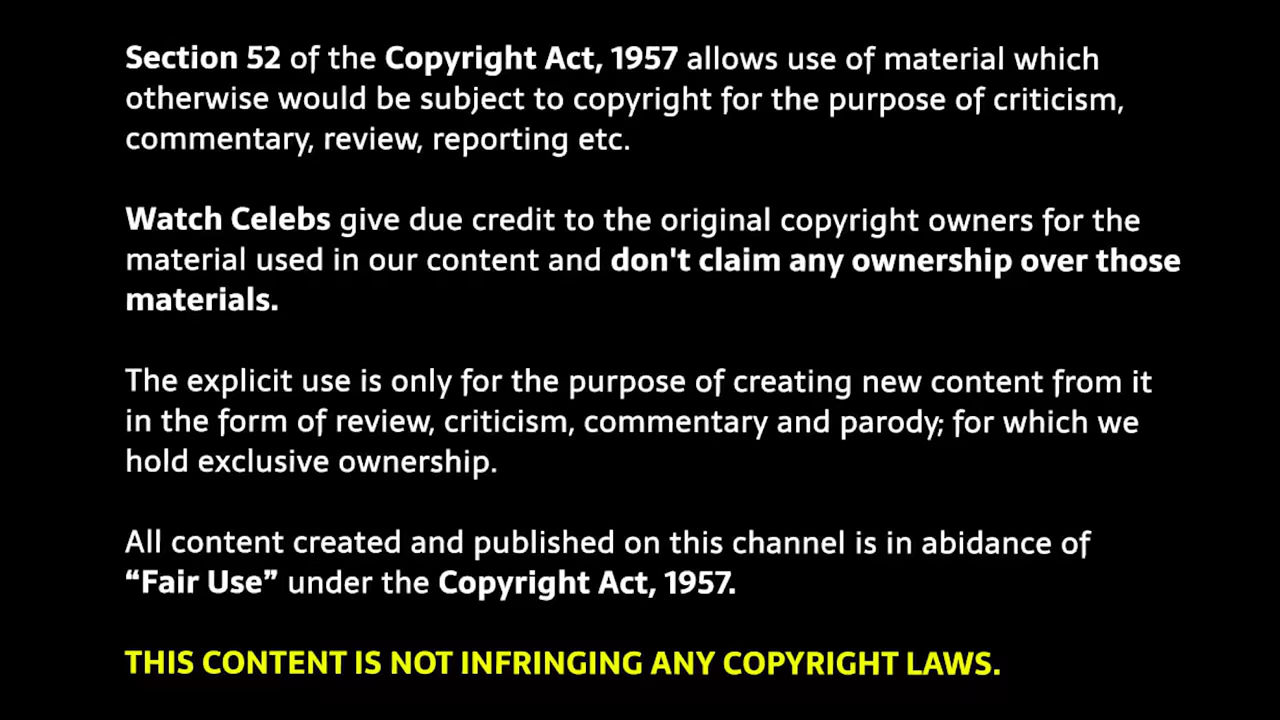 Section 52 of the Copyright Act, 1957 allows use of material which
otherwise would be subject to copyright for the purpose of criticism,
commentary, review, reporting etc.
Watch Celebs give due credit to the original copyright owners for the
material used in our content and don't claim any ownership over those
materials.
The explicit use is only for the purpose of creating new content from it
in the form of review, criticism, commentary and parody; for which we
hold exclusive ownership.
All content created and published on this channel is in abidance of
“Fair Use” under the Copyright Act, 1957.
THIS CONTENT IS NOT INFRINGING ANY COPYRIGHT LAWS.